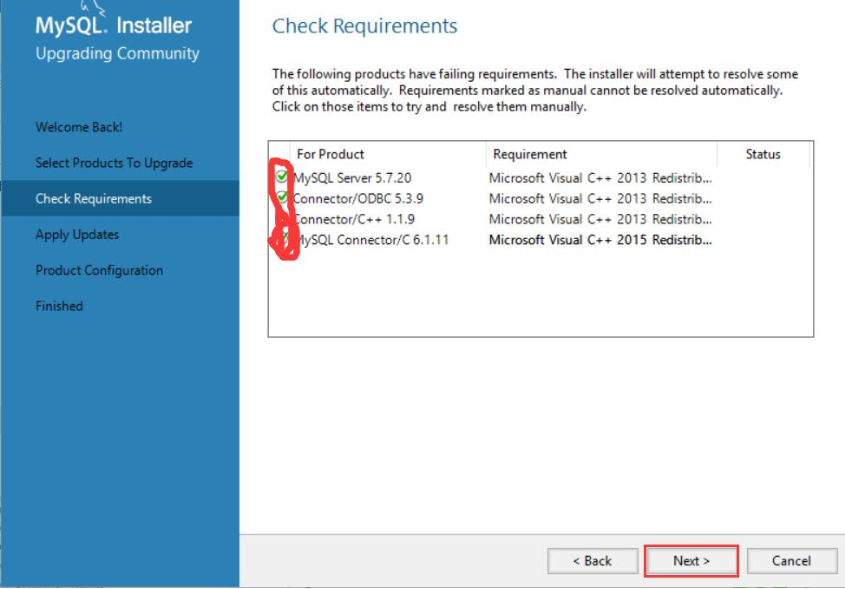 MySQL. Installer
Upgrading Community
Welcome Back!
Select Products To Upgrade
Check Requirements
Apply Updates
Product Configuration
Finished
Check Requirements
The following products have failing requirements. The installer will attempt to resolve some
of this automatically. Requirements marked as manual cannot be resolved automatically.
Click on those items to try and resolve them manually.
For Product Requirement Status
MySQL Server 5.7.20 Microsoft Visual C++ 2013 Redistrib...
Connector/ODBC 5.3.9 Microsoft Visual C++ 2013 Redistrib...
Connector/C++ 1.1.9 Microsoft Visual C++ 2013 Redistrib...
MySQL Connector/C 6.1.11 Microsoft Visual C++ 2015 Redistrib...
< Back Next > Cancel